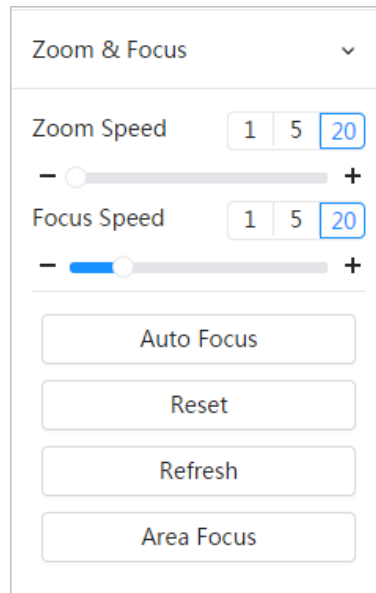 Zoom & Focus
Zoom Speed 1 5 20
− +
Focus Speed 1 5 20
− +
Auto Focus
Reset
Refresh
Area Focus